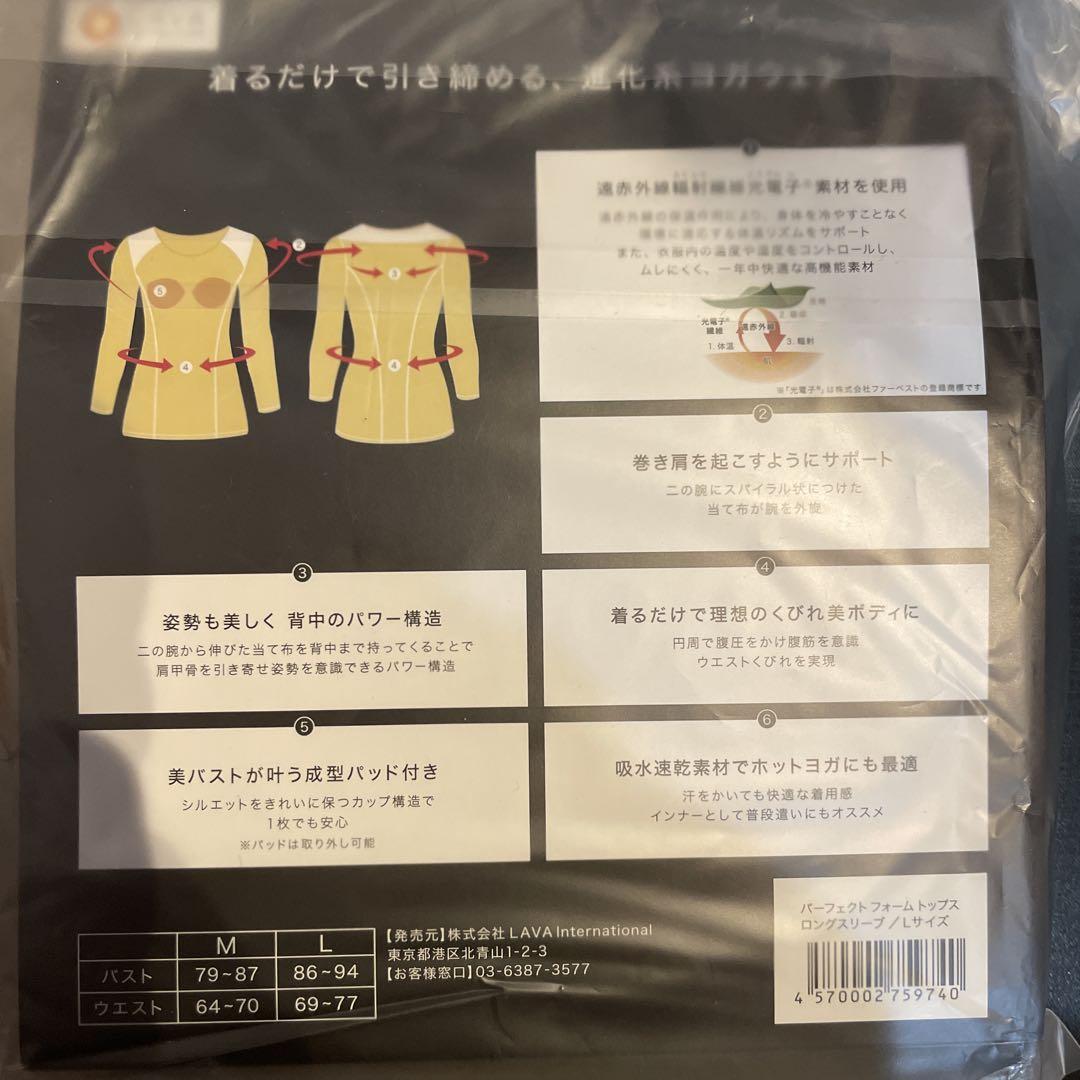 着るだけで引き締める、進化系ヨガウェア
①
遠赤外線輻射繊維光電子®素材を使用
遠赤外線の保温作用により、身体を冷やすことなく
環境に適応する体温リズムをサポート
また、衣服内の温度や湿度をコントロールし、
ムレにくく、一年中快適な高機能素材
光電子®
繊維
遠赤外線
1.体温
2.吸収
3.輻射
肌
※「光電子®」は株式会社ファーベストの登録商標です
②
③
④
④
⑤
②
巻き肩を起こすようにサポート
二の腕にスパイラル状につけた
当て布が腕を外旋
③
姿勢も美しく 背中のパワー構造
二の腕から伸びた当て布を背中まで持ってくることで
肩甲骨を引き寄せ姿勢を意識できるパワー構造
④
着るだけで理想のくびれ美ボディに
円周で腹圧をかけ腹筋を意識
ウエストくびれを実現
⑤
美バストが叶う成型パッド付き
シルエットをきれいに保つカップ構造で
1枚でも安心
※パッドは取り外し可能
⑥
吸水速乾素材でホットヨガにも最適
汗をかいても快適な着用感
インナーとして普段遣いにもオススメ
M L
バスト 79~87 86~94
ウエスト 64~70 69~77
【発売元】株式会社 LAVA International
東京都港区北青山1-2-3
【お客様窓口】03-6387-3577
パーフェクト フォーム トップス
ロングスリーブ / Lサイズ
4 570002 759740